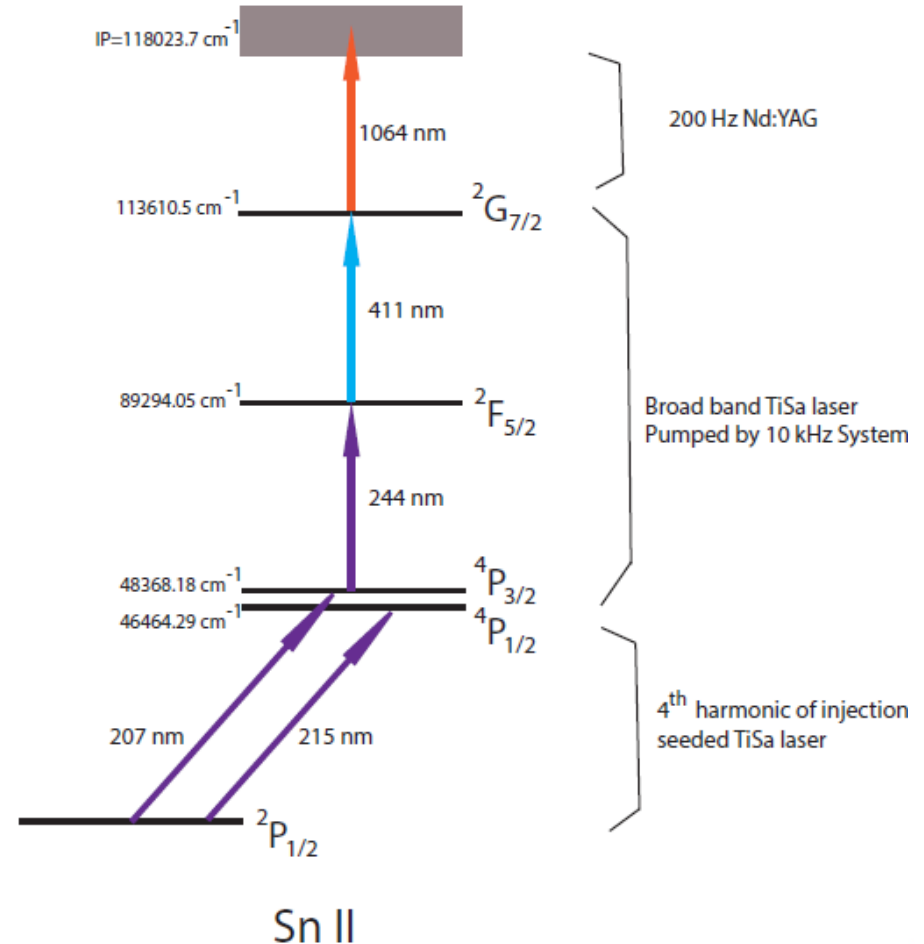 IP=118023.7 cm⁻¹
200 Hz Nd:YAG
1064 nm
113610.5 cm⁻¹
²G₇/₂
411 nm
89294.05 cm⁻¹
²F₅/₂
Broad band TiSa laser
Pumped by 10 kHz System
244 nm
48368.18 cm⁻¹
⁴P₃/₂
46464.29 cm⁻¹
⁴P₁/₂
207 nm
215 nm
4ᵗʰ harmonic of injection
seeded TiSa laser
²P₁/₂
Sn II